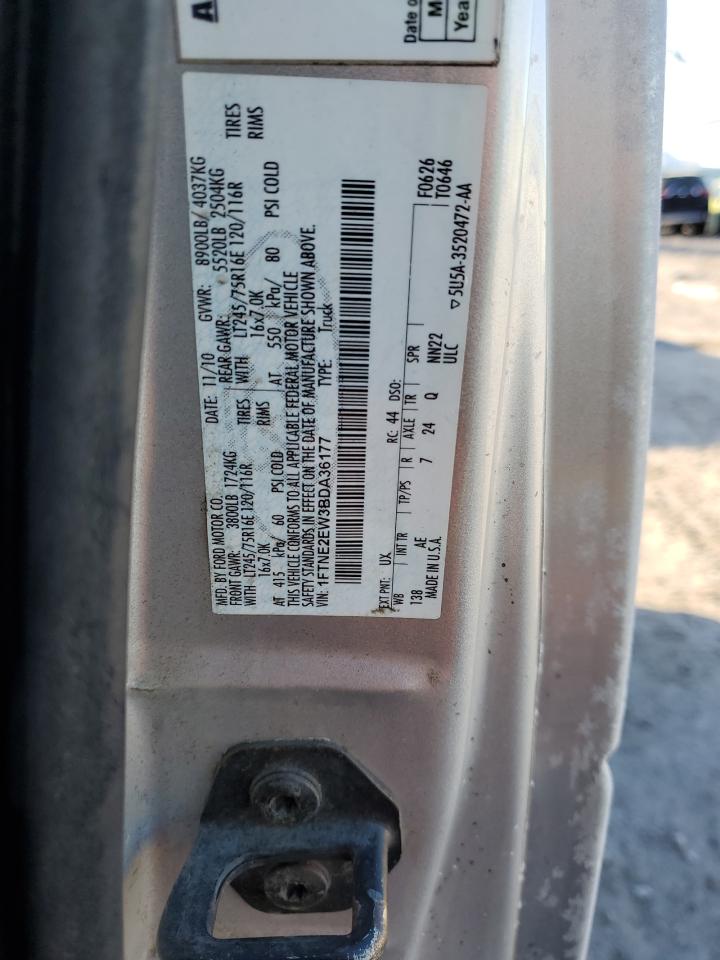 A
Date of
M
Year
MFD. BY FORD MOTOR CO. DATE: 11/10 GVWR: 8900LB/ 4037KG
FRONT GAWR: 3800LB 1724KG REAR GAWR: 5520LB 2504KG
WITH LT245/75R16E 120/116R TIRES WITH LT245/75R16E 120/116R TIRES
16x7.0K RIMS 16x7.0K RIMS
AT 415 kPa/ 60 PSI COLD AT 550 kPa/ 80 PSI COLD
THIS VEHICLE CONFORMS TO ALL APPLICABLE FEDERAL MOTOR VEHICLE
SAFETY STANDARDS IN EFFECT ON THE DATE OF MANUFACTURE SHOWN ABOVE.
VIN: 1FTNE2EW3BDA36177 TYPE: Truck
F0626
T0646
EXT PNT: UX RC: 44 DSO:
WB INT TR TP/PS R AXLE TR SPR
138 AE 7 24 Q NN22
MADE IN U.S.A. ULC
▽5U5A-3520472-AA